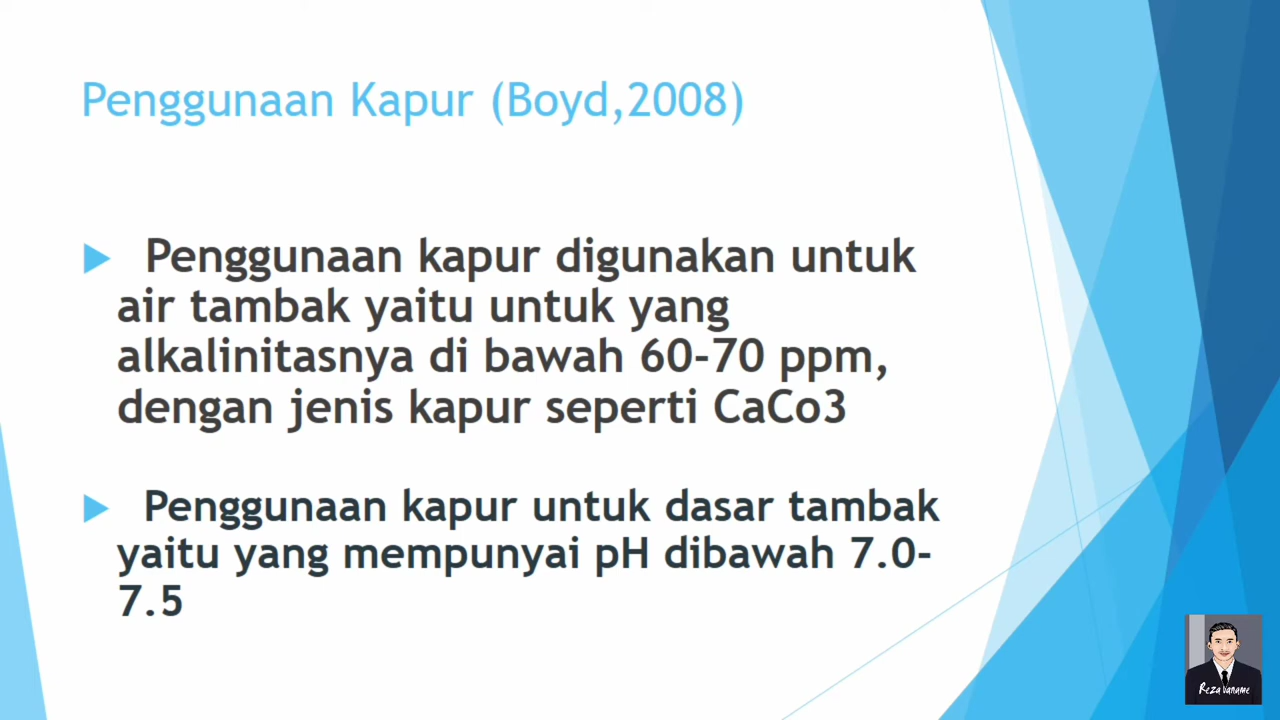 Penggunaan Kapur (Boyd,2008)
Penggunaan kapur digunakan untuk
air tambak yaitu untuk yang
alkalinitasnya di bawah 60-70 ppm,
dengan jenis kapur seperti CaCo3
Penggunaan kapur untuk dasar tambak
yaitu yang mempunyai pH dibawah 7.0-
7.5
Reza Vaname